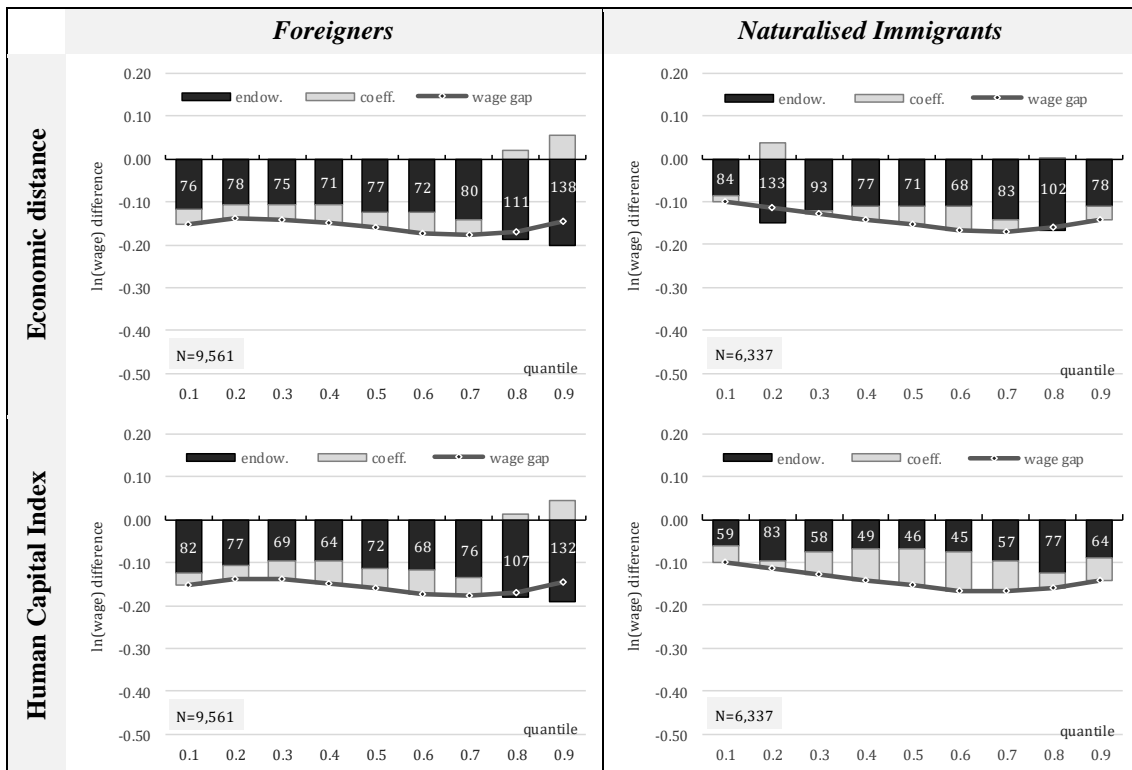 Foreigners
Naturalised Immigrants
Economic distance
0.20
endow. coeff. wage gap
0.10
0.00
76 78 75 71 77 72 80 111 138
-0.10
-0.20
-0.30
-0.40
-0.50
ln(wage) difference
N=9,561
quantile
0.1 0.2 0.3 0.4 0.5 0.6 0.7 0.8 0.9
0.20
endow. coeff. wage gap
0.10
0.00
84 133 93 77 71 68 83 102 78
-0.10
-0.20
-0.30
-0.40
-0.50
ln(wage) difference
N=6,337
quantile
0.1 0.2 0.3 0.4 0.5 0.6 0.7 0.8 0.9
Human Capital Index
0.20
endow. coeff. wage gap
0.10
0.00
82 77 69 64 72 68 76 107 132
-0.10
-0.20
-0.30
-0.40
-0.50
ln(wage) difference
N=9,561
quantile
0.1 0.2 0.3 0.4 0.5 0.6 0.7 0.8 0.9
0.20
endow. coeff. wage gap
0.10
0.00
59 83 58 49 46 45 57 77 64
-0.10
-0.20
-0.30
-0.40
-0.50
ln(wage) difference
N=6,337
quantile
0.1 0.2 0.3 0.4 0.5 0.6 0.7 0.8 0.9